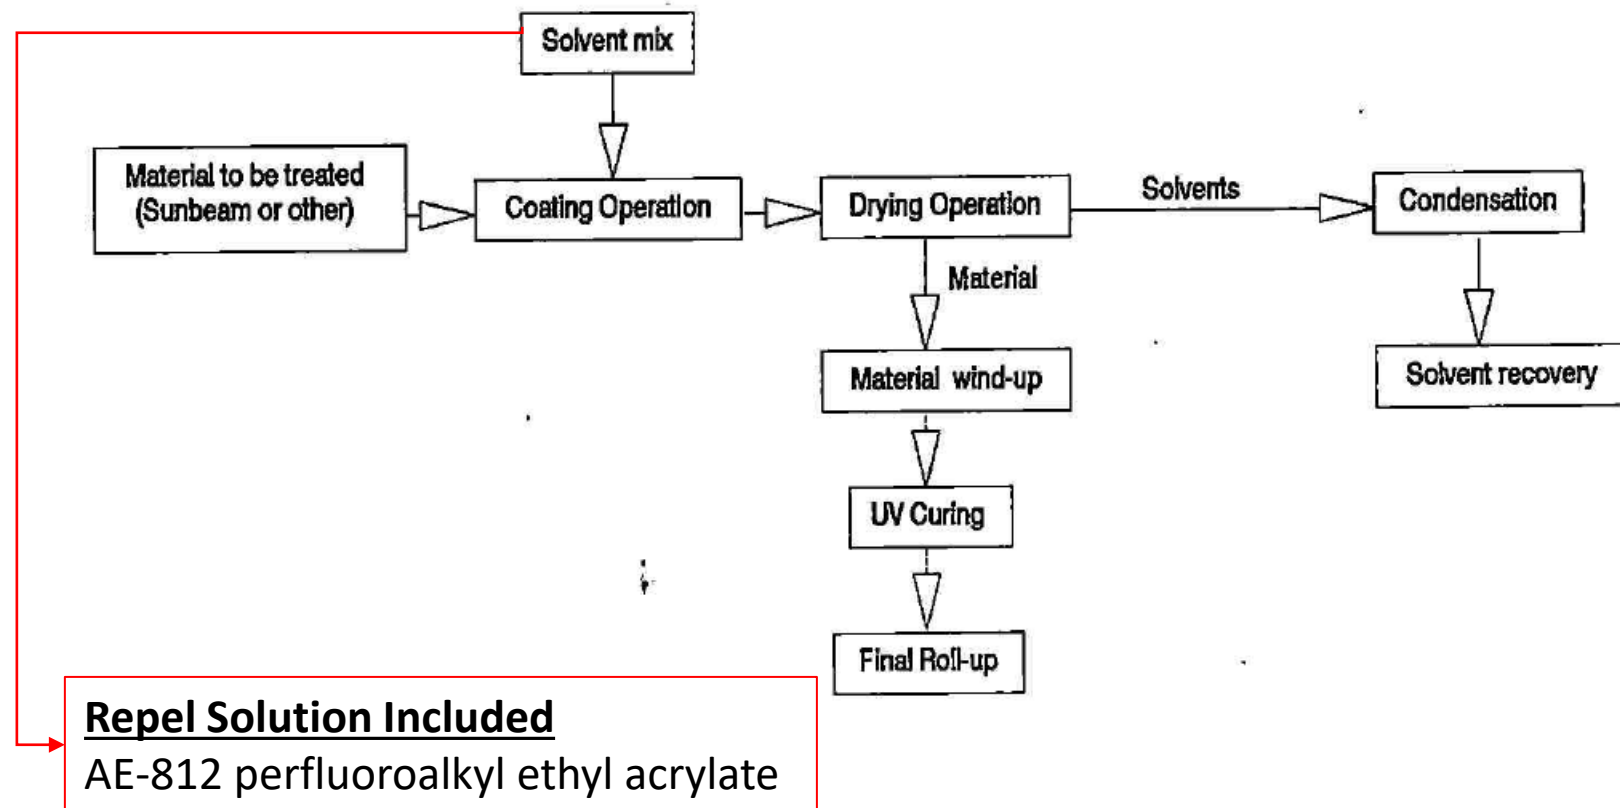 Solvent mix
Material to be treated
(Sunbeam or other)
Coating Operation
Drying Operation
Solvents
Condensation
Material
Material wind-up
Solvent recovery
UV Curing
Final Roll-up
Repel Solution Included
AE-812 perfluoroalkyl ethyl acrylate